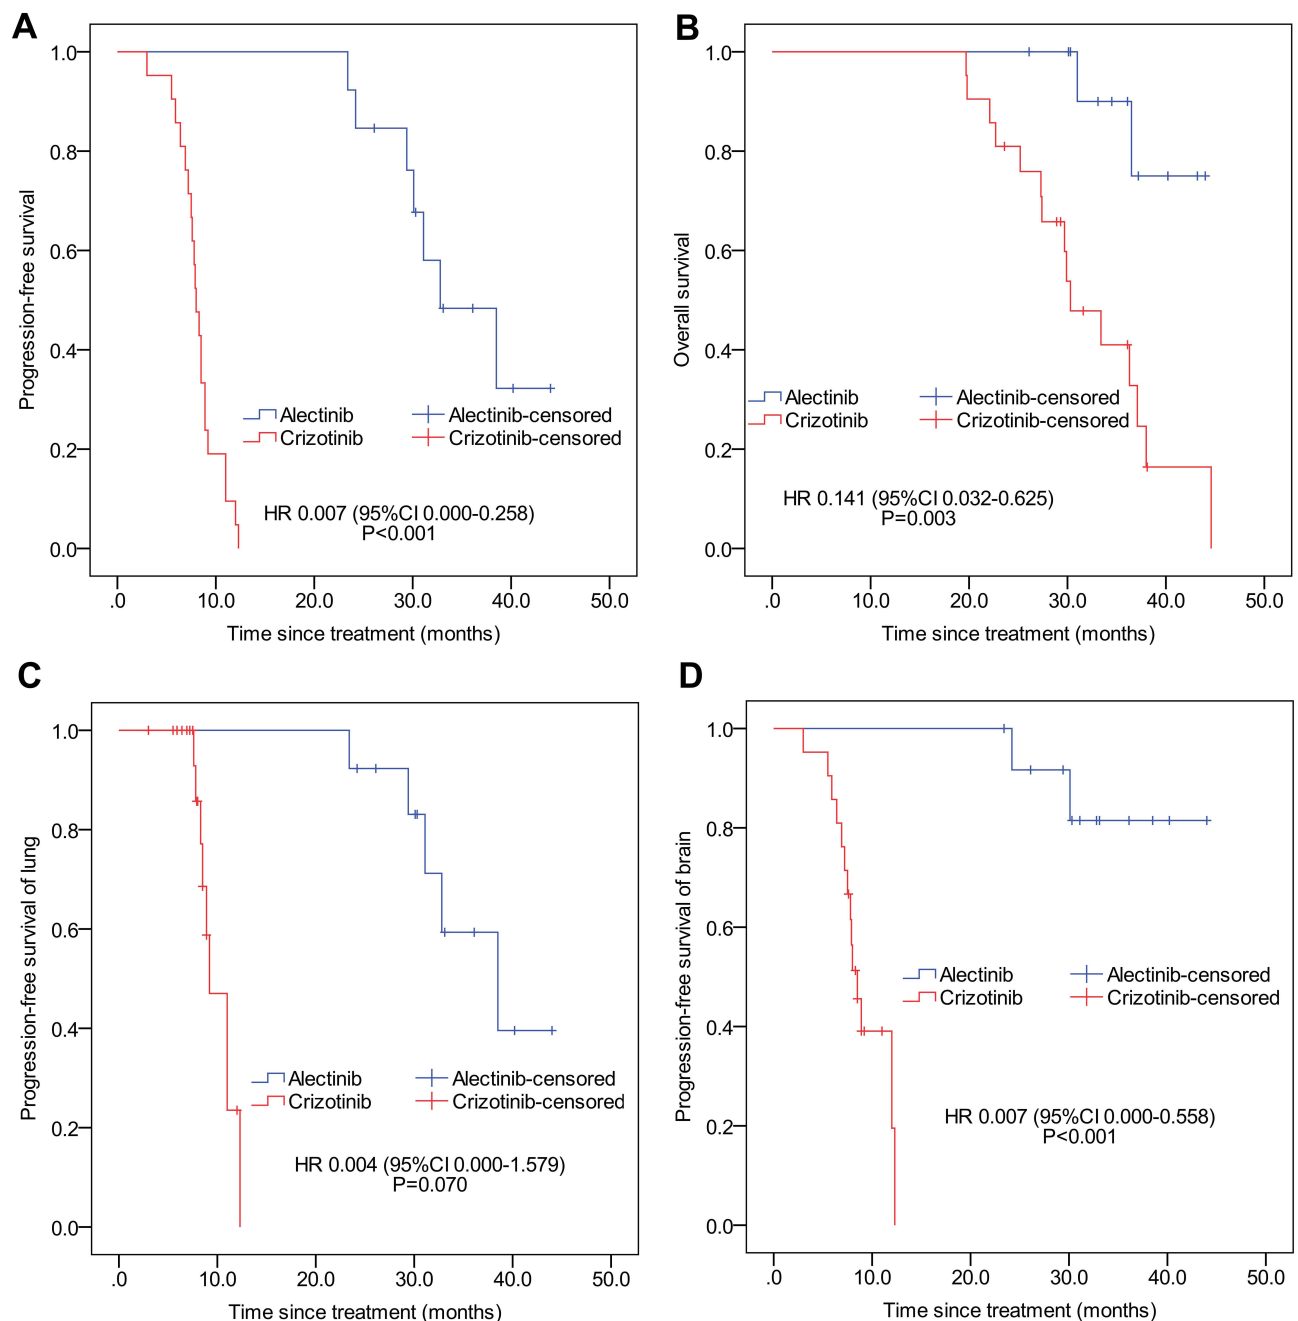 A
1.0
0.8
0.6
0.4
0.2
0.0
Progression-free survival
Alectinib
Alectinib-censored
Crizotinib
Crizotinib-censored
HR 0.007 (95%CI 0.000-0.258)
P<0.001
.0 10.0 20.0 30.0 40.0 50.0
Time since treatment (months)
B
1.0
0.8
0.6
0.4
0.2
0.0
Overall survival
Alectinib
Alectinib-censored
Crizotinib
Crizotinib-censored
HR 0.141 (95%CI 0.032-0.625)
P=0.003
.0 10.0 20.0 30.0 40.0 50.0
Time since treatment (months)
C
1.0
0.8
0.6
0.4
0.2
0.0
Progression-free survival of lung
Alectinib
Alectinib-censored
Crizotinib
Crizotinib-censored
HR 0.004 (95%CI 0.000-1.579)
P=0.070
.0 10.0 20.0 30.0 40.0 50.0
Time since treatment (months)
D
1.0
0.8
0.6
0.4
0.2
0.0
Progression-free survival of brain
Alectinib
Alectinib-censored
Crizotinib
Crizotinib-censored
HR 0.007 (95%CI 0.000-0.558)
P<0.001
.0 10.0 20.0 30.0 40.0 50.0
Time since treatment (months)